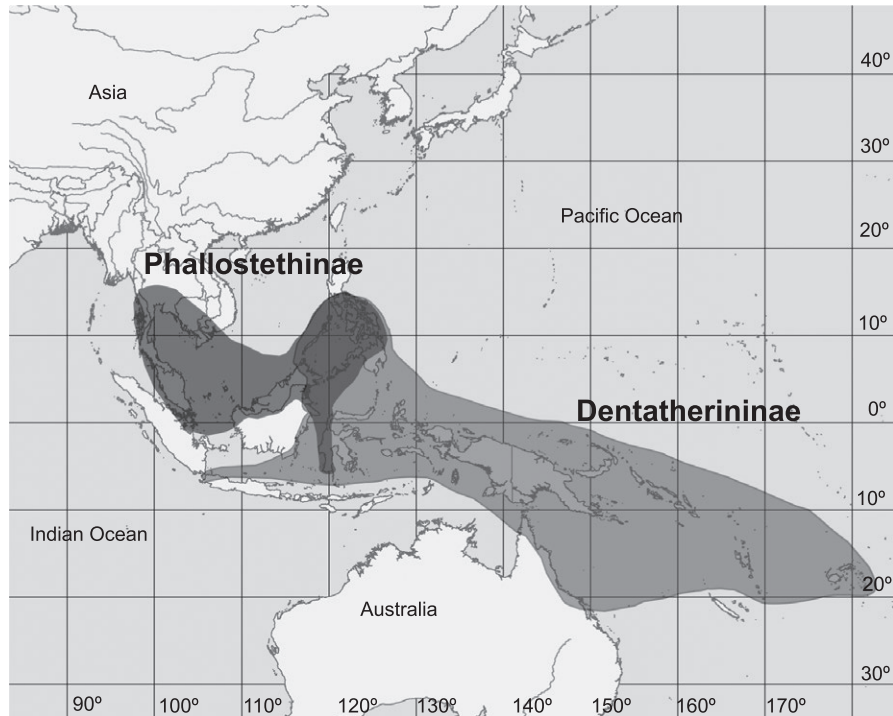 40º
Asia
30º
Pacific Ocean
20º
Phallostethinae
10º
Dentatherininae
0º
10º
Indian Ocean
20º
Australia
30º
90º 100º 110º 120º 130º 140º 150º 160º 170º